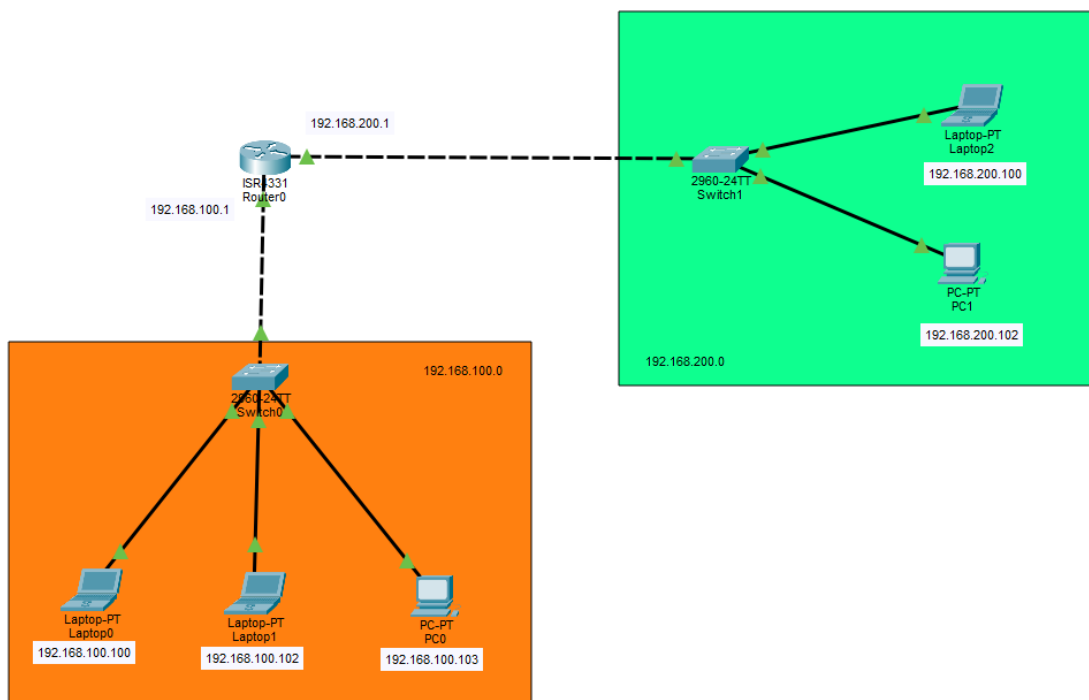 192.168.200.1
ISR4331
Router0
192.168.100.1
2960-24TT
Switch1
Laptop-PT
Laptop2
192.168.200.100
PC-PT
PC1
192.168.200.102
192.168.200.0
192.168.100.0
2960-24TT
Switch0
Laptop-PT
Laptop0
192.168.100.100
Laptop-PT
Laptop1
192.168.100.102
PC-PT
PC0
192.168.100.103